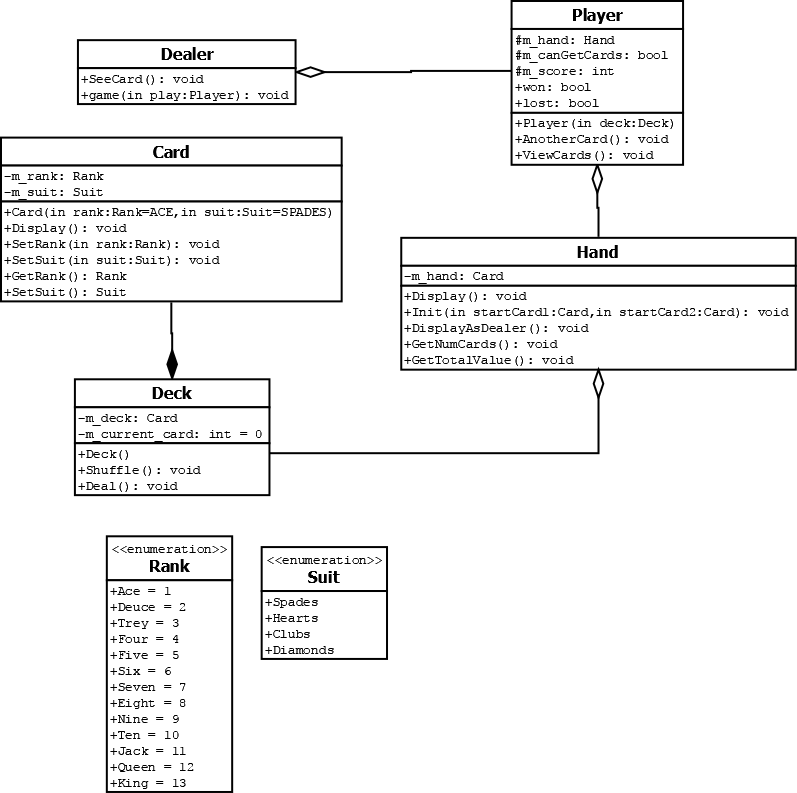 Player
#m_hand: Hand
#m_canGetCards: bool
#m_score: int
+won: bool
+lost: bool
+Player(in deck:Deck)
+AnotherCard(): void
+ViewCards(): void
Dealer
+SeeCard(): void
+game(in play:Player): void
Card
-m_rank: Rank
-m_suit: Suit
+Card(in rank:Rank=ACE,in suit:Suit=SPADES)
+Display(): void
+SetRank(in rank:Rank): void
+SetSuit(in suit:Suit): void
+GetRank(): Rank
+SetSuit(): Suit
Hand
-m_hand: Card
+Display(): void
+Init(in startCard1:Card,in startCard2:Card): void
+DisplayAsDealer(): void
+GetNumCards(): void
+GetTotalValue(): void
Deck
-m_deck: Card
-m_current_card: int = 0
+Deck()
+Shuffle(): void
+Deal(): void
<<enumeration>>
Rank
+Ace = 1
+Deuce = 2
+Trey = 3
+Four = 4
+Five = 5
+Six = 6
+Seven = 7
+Eight = 8
+Nine = 9
+Ten = 10
+Jack = 11
+Queen = 12
+King = 13
<<enumeration>>
Suit
+Spades
+Hearts
+Clubs
+Diamonds